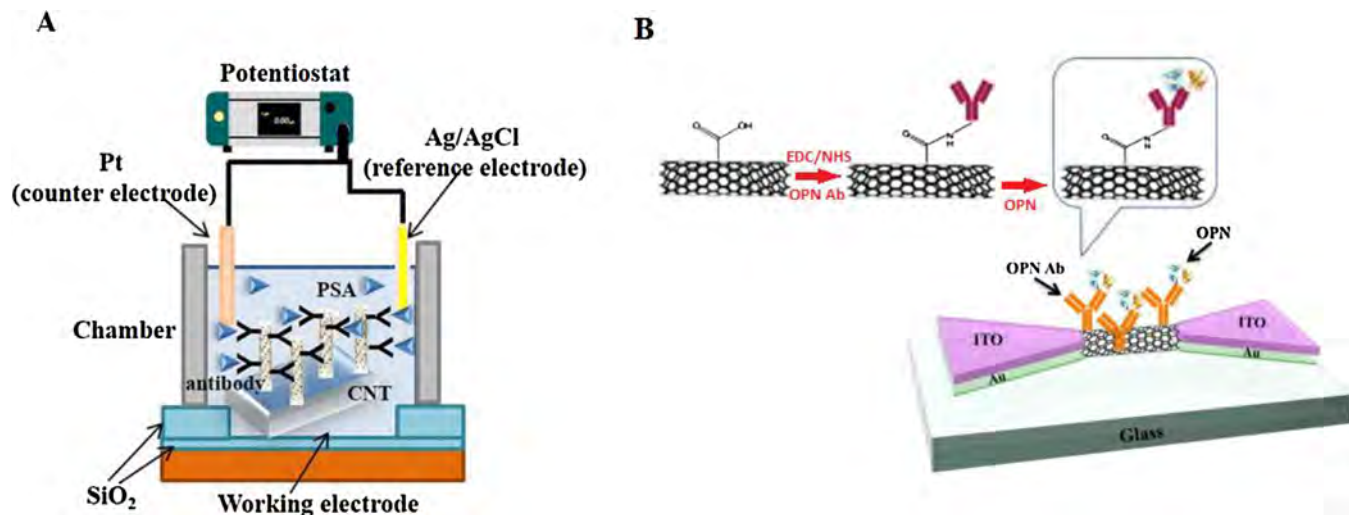 A
Potentiostat
Pt
(counter electrode)
Ag/AgCl
(reference electrode)
PSA
Chamber
antibody
CNT
SiO2
Working electrode
B
O
OH
EDC/NHS
OPN Ab
O
N
H
OPN
O
N
H
OPN Ab
OPN
ITO
ITO
Au
Au
Glass